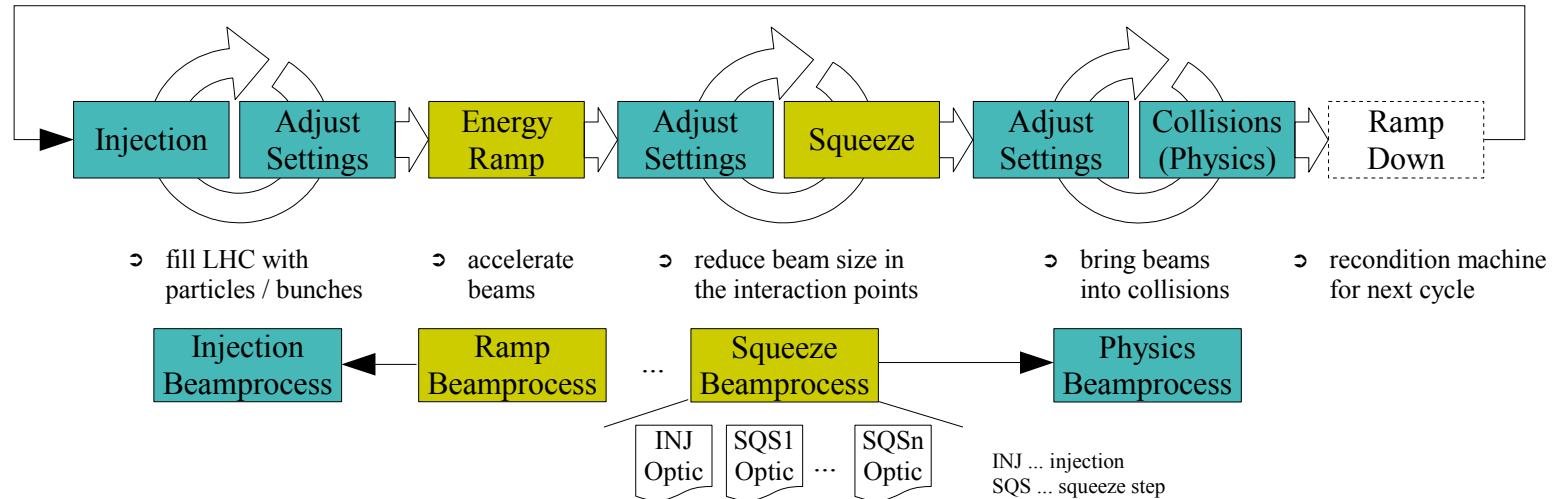 Injection
Adjust
Settings
Energy
Ramp
Adjust
Settings
Squeeze
Adjust
Settings
Collisions
(Physics)
Ramp
Down
➲ fill LHC with
particles / bunches
➲ accelerate
beams
➲ reduce beam size in
the interaction points
➲ bring beams
into collisions
➲ recondition machine
for next cycle
Injection
Beamprocess
Ramp
Beamprocess
...
Squeeze
Beamprocess
Physics
Beamprocess
INJ
Optic
SQS1
Optic
...
SQSn
Optic
INJ ... injection
SQS ... squeeze step